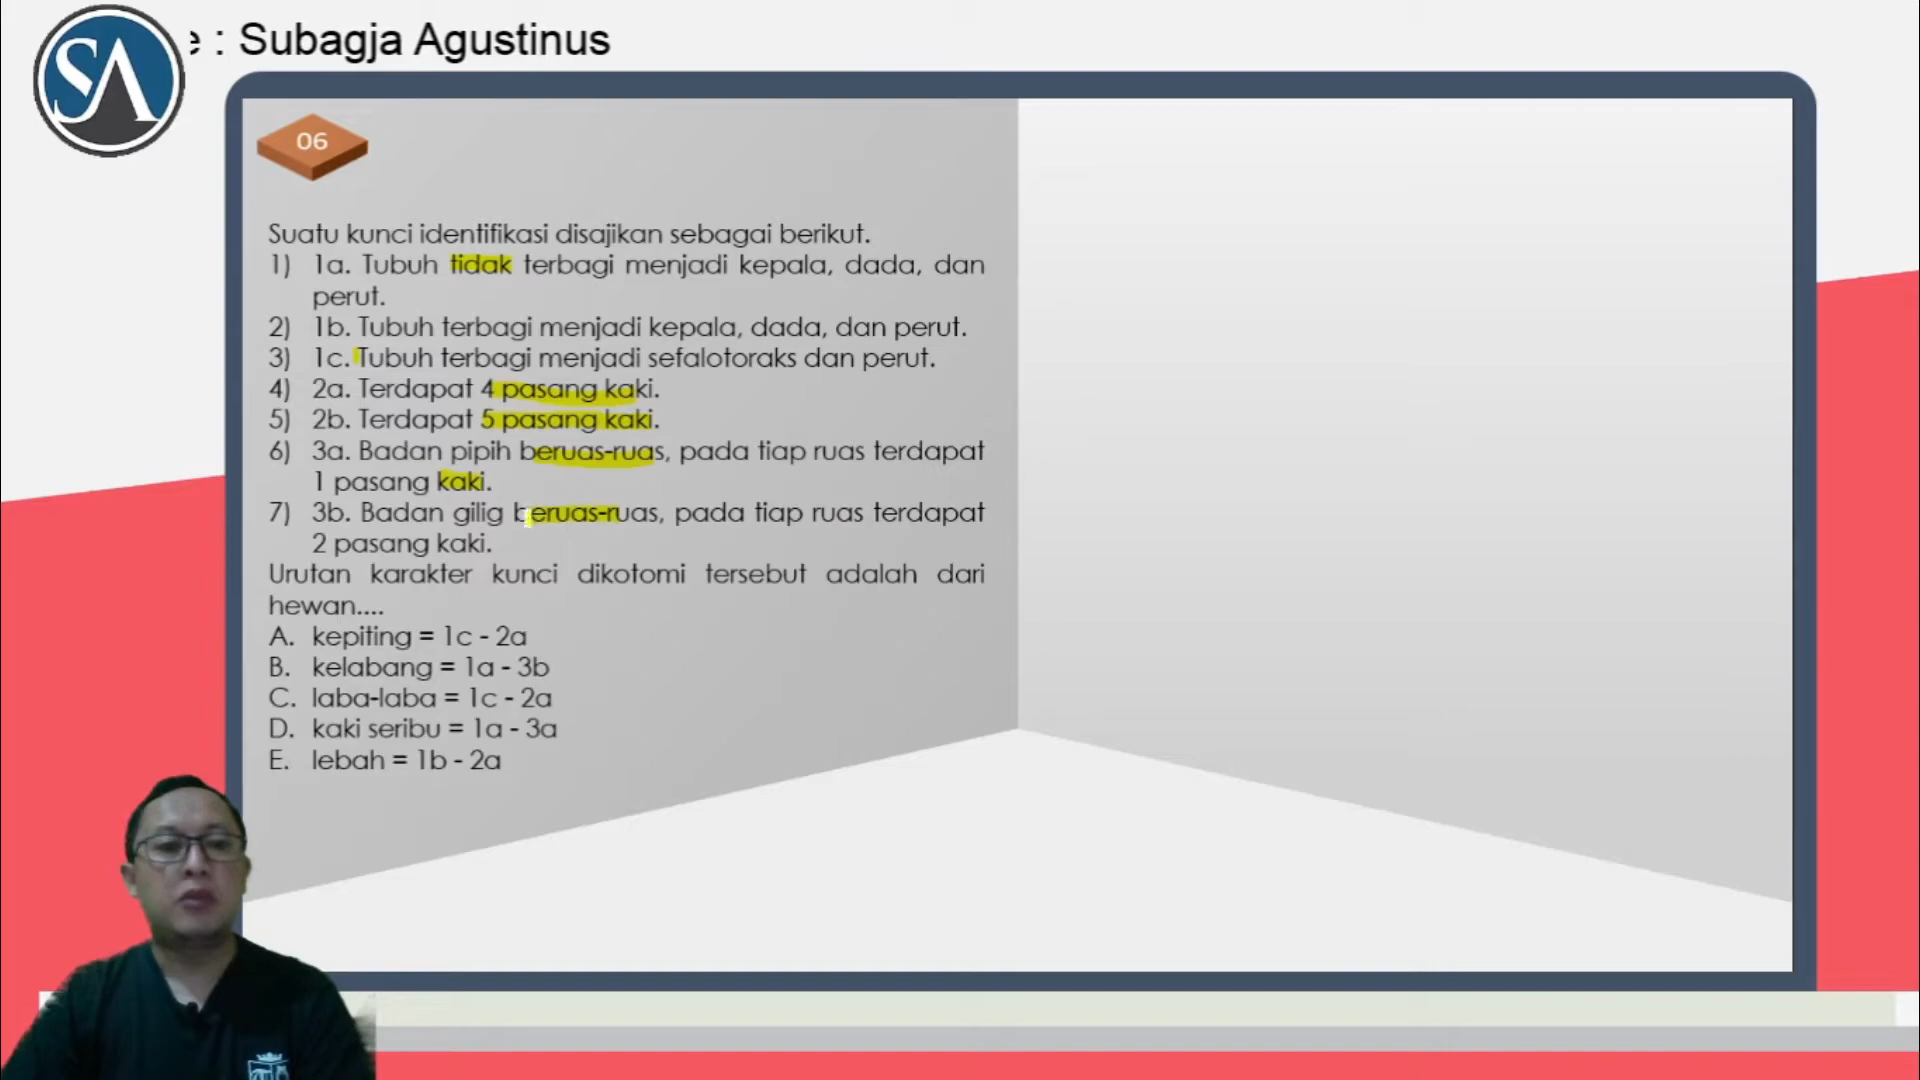 SA
e : Subagja Agustinus
06
Suatu kunci identifikasi disajikan sebagai berikut.
1) 1a. Tubuh tidak terbagi menjadi kepala, dada, dan
perut.
2) 1b. Tubuh terbagi menjadi kepala, dada, dan perut.
3) 1c. Tubuh terbagi menjadi sefalotoraks dan perut.
4) 2a. Terdapat 4 pasang kaki.
5) 2b. Terdapat 5 pasang kaki.
6) 3a. Badan pipih beruas-ruas, pada tiap ruas terdapat
1 pasang kaki.
7) 3b. Badan gilig beruas-ruas, pada tiap ruas terdapat
2 pasang kaki.
Urutan karakter kunci dikotomi tersebut adalah dari
hewan....
A. kepiting = 1c - 2a
B. kelabang = 1a - 3b
C. laba-laba = 1c - 2a
D. kaki seribu = 1a - 3a
E. lebah = 1b - 2a